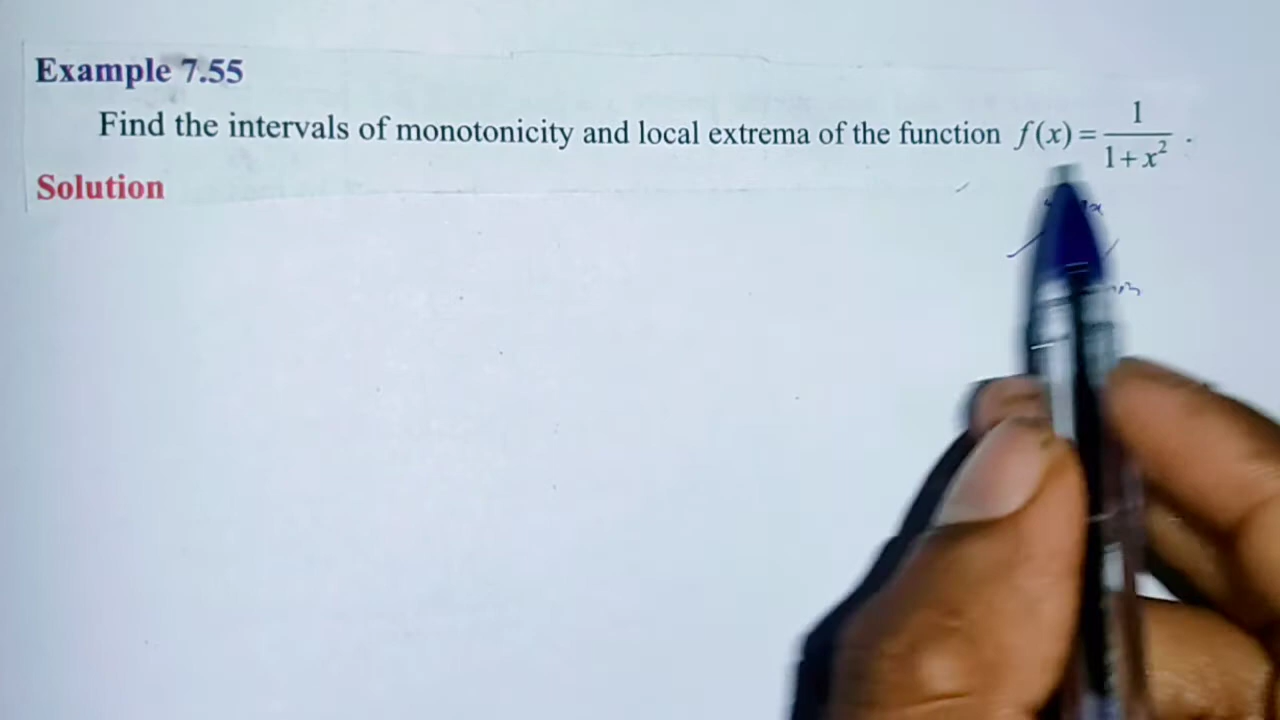 Example 7.55
Find the intervals of monotonicity and local extrema of the function f(x) = 1/(1+x²) .
Solution